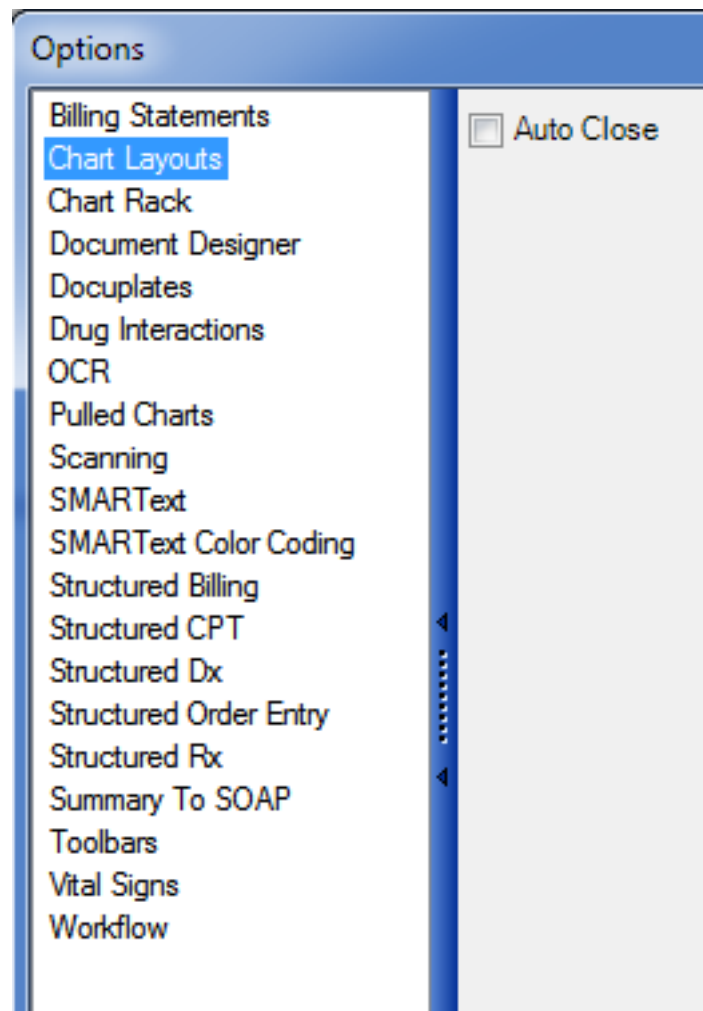 Options
Billing Statements
Auto Close
Chart Layouts
Chart Rack
Document Designer
Docuplates
Drug Interactions
OCR
Pulled Charts
Scanning
SMARText
SMARText Color Coding
Structured Billing
Structured CPT
Structured Dx
Structured Order Entry
Structured Rx
Summary To SOAP
Toolbars
Vital Signs
Workflow